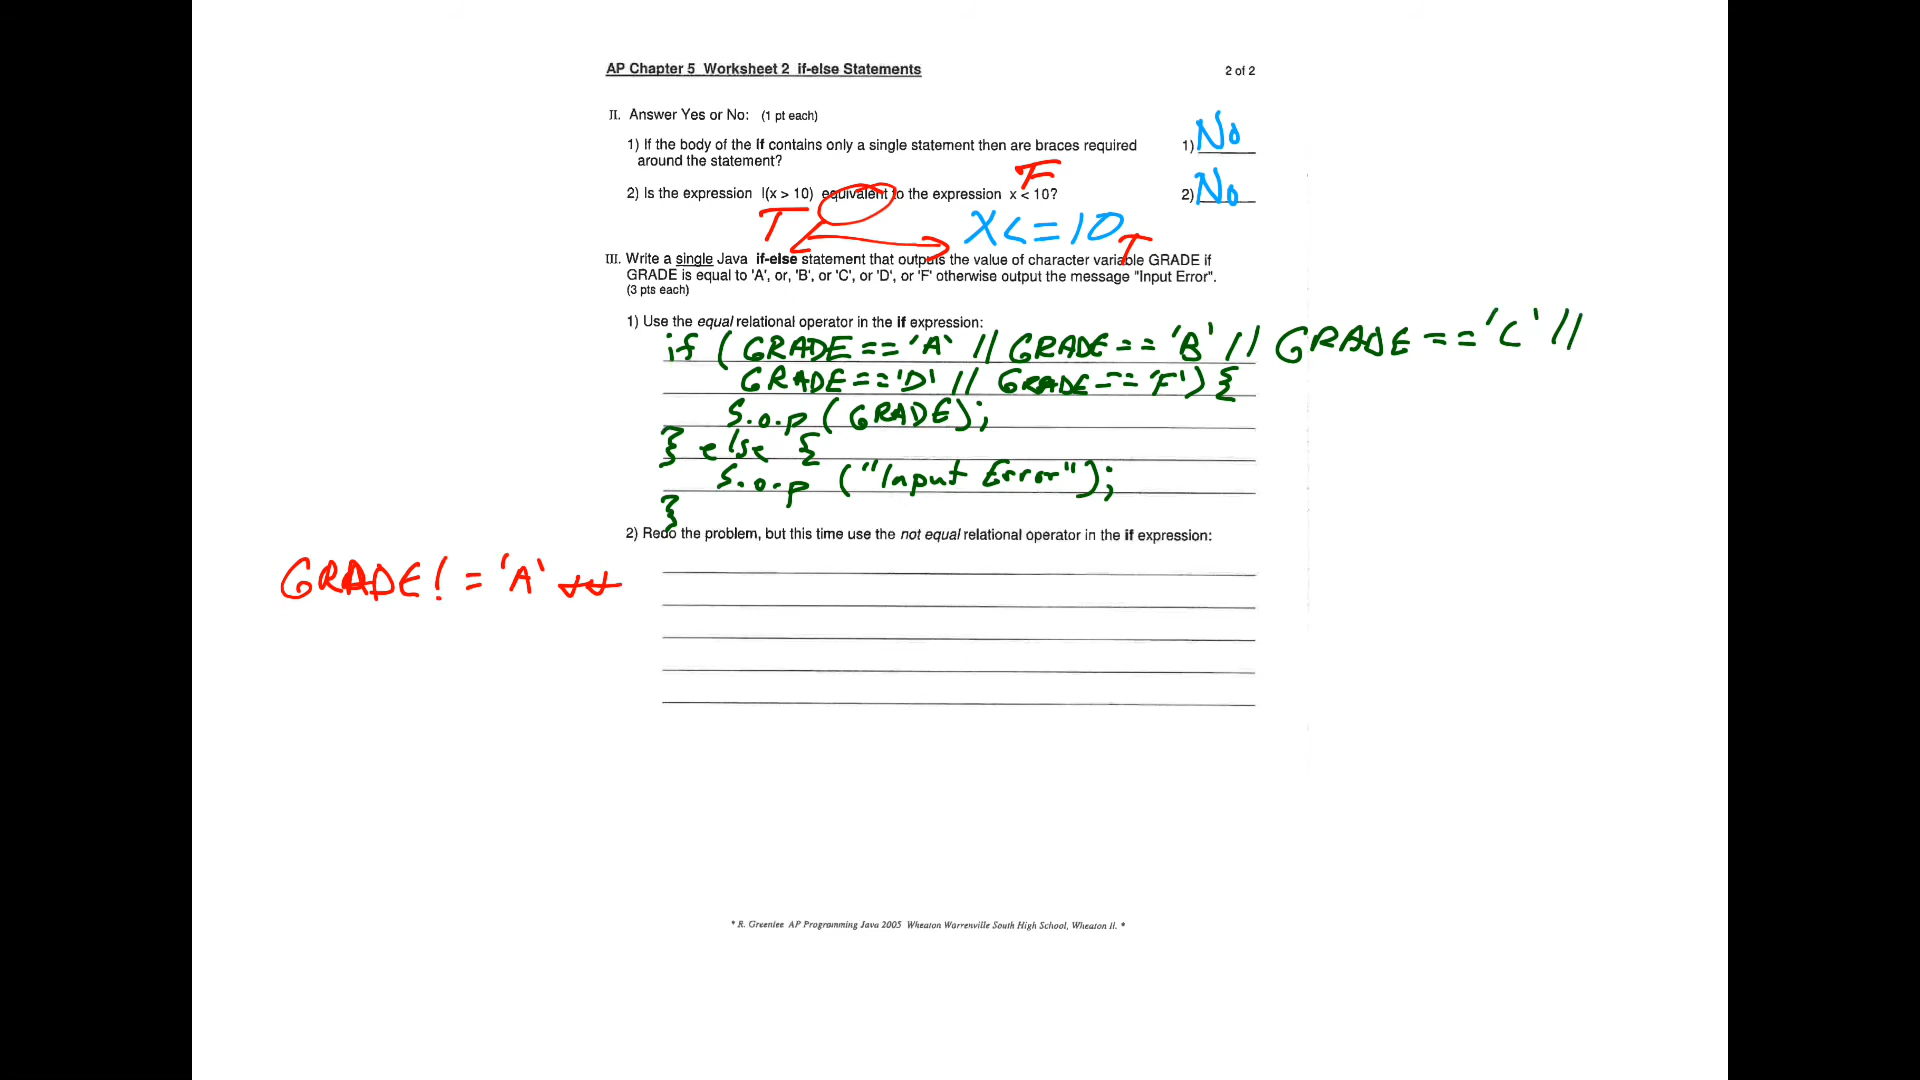 AP Chapter 5 Worksheet 2 if-else Statements 2 of 2
II. Answer Yes or No: (1 pt each)
1) If the body of the if contains only a single statement then are braces required 1) No
around the statement?
F
2) Is the expression !(x > 10) equivalent to the expression x < 10? 2) No
T X<=10 T
III. Write a single Java if-else statement that outputs the value of character variable GRADE if
GRADE is equal to 'A', or, 'B', or 'C', or 'D', or 'F' otherwise output the message "Input Error".
(3 pts each)
1) Use the equal relational operator in the if expression:
if (GRADE == 'A' || GRADE == 'B' || GRADE == 'C' ||
GRADE == 'D' || GRADE == 'F') {
S.o.p (GRADE);
} else {
S.o.p ("Input Error");
}
2) Redo the problem, but this time use the not equal relational operator in the if expression:
GRADE != 'A'
* R. Greenlee AP Programming Java 2005 Wheaton Warrenville South High School, Wheaton Il. *